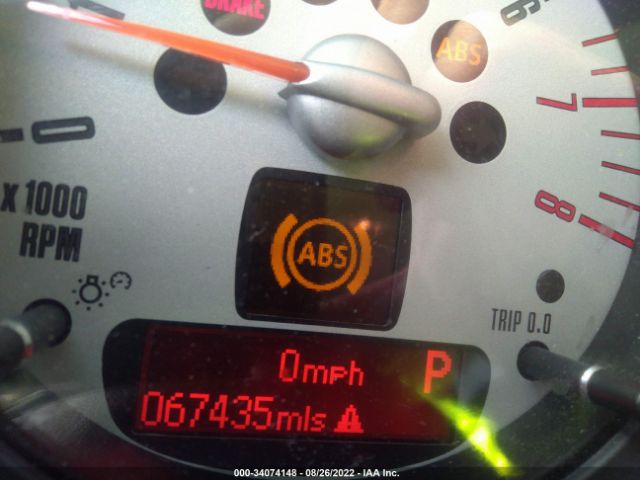 BRAKE
ABS
6
7
8
0
x 1000
RPM
ABS
TRIP 0.0
0mph P
067435mls
000-34074148 - 08/26/2022 - IAA Inc.